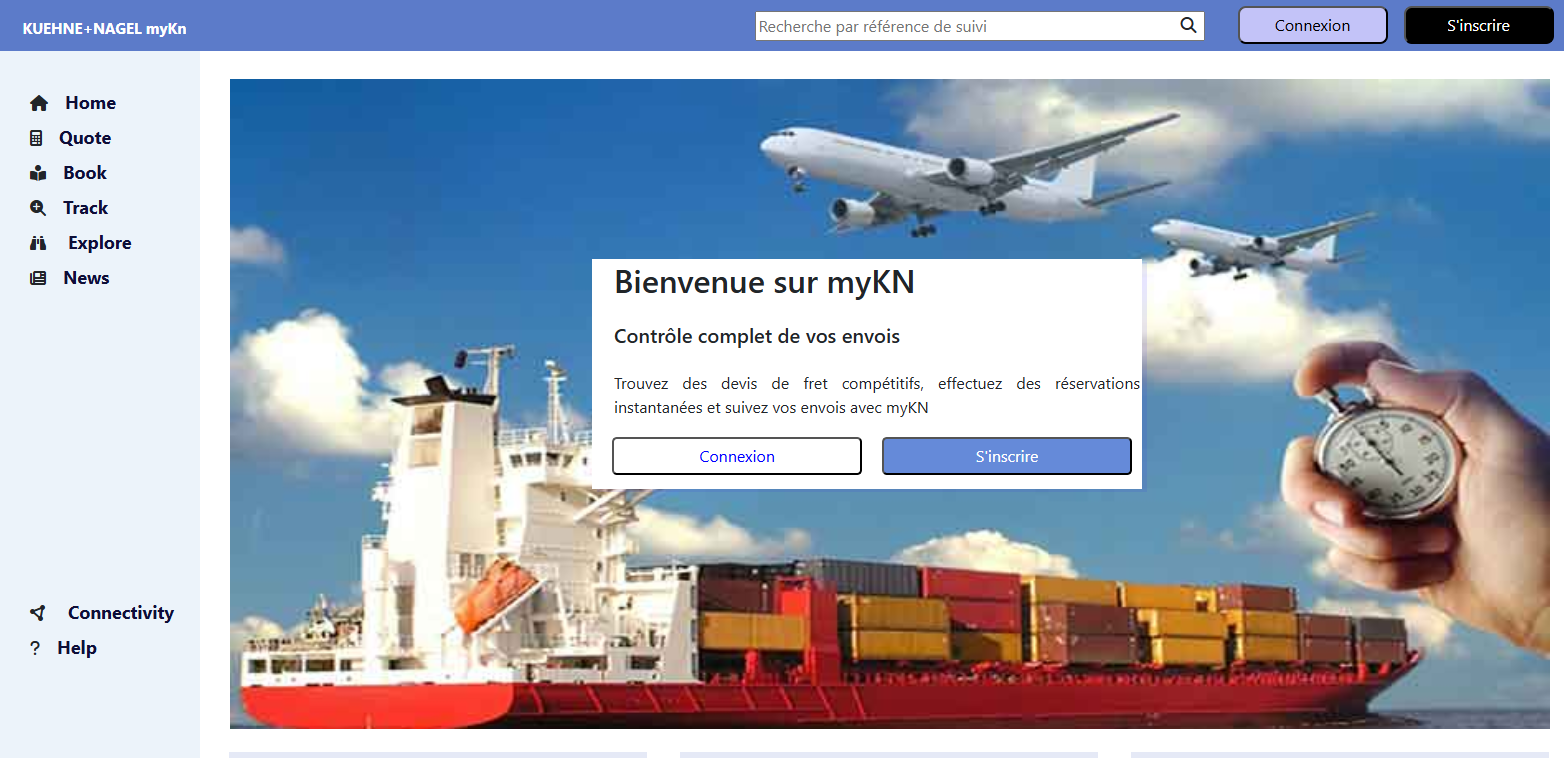 KUEHNE+NAGEL myKn
Recherche par référence de suivi
Connexion
S'inscrire
Home
Quote
Book
Track
Explore
News
Bienvenue sur myKN
Contrôle complet de vos envois
Trouvez des devis de fret compétitifs, effectuez des réservations
instantanées et suivez vos envois avec myKN
Connexion
S'inscrire
Connectivity
? Help